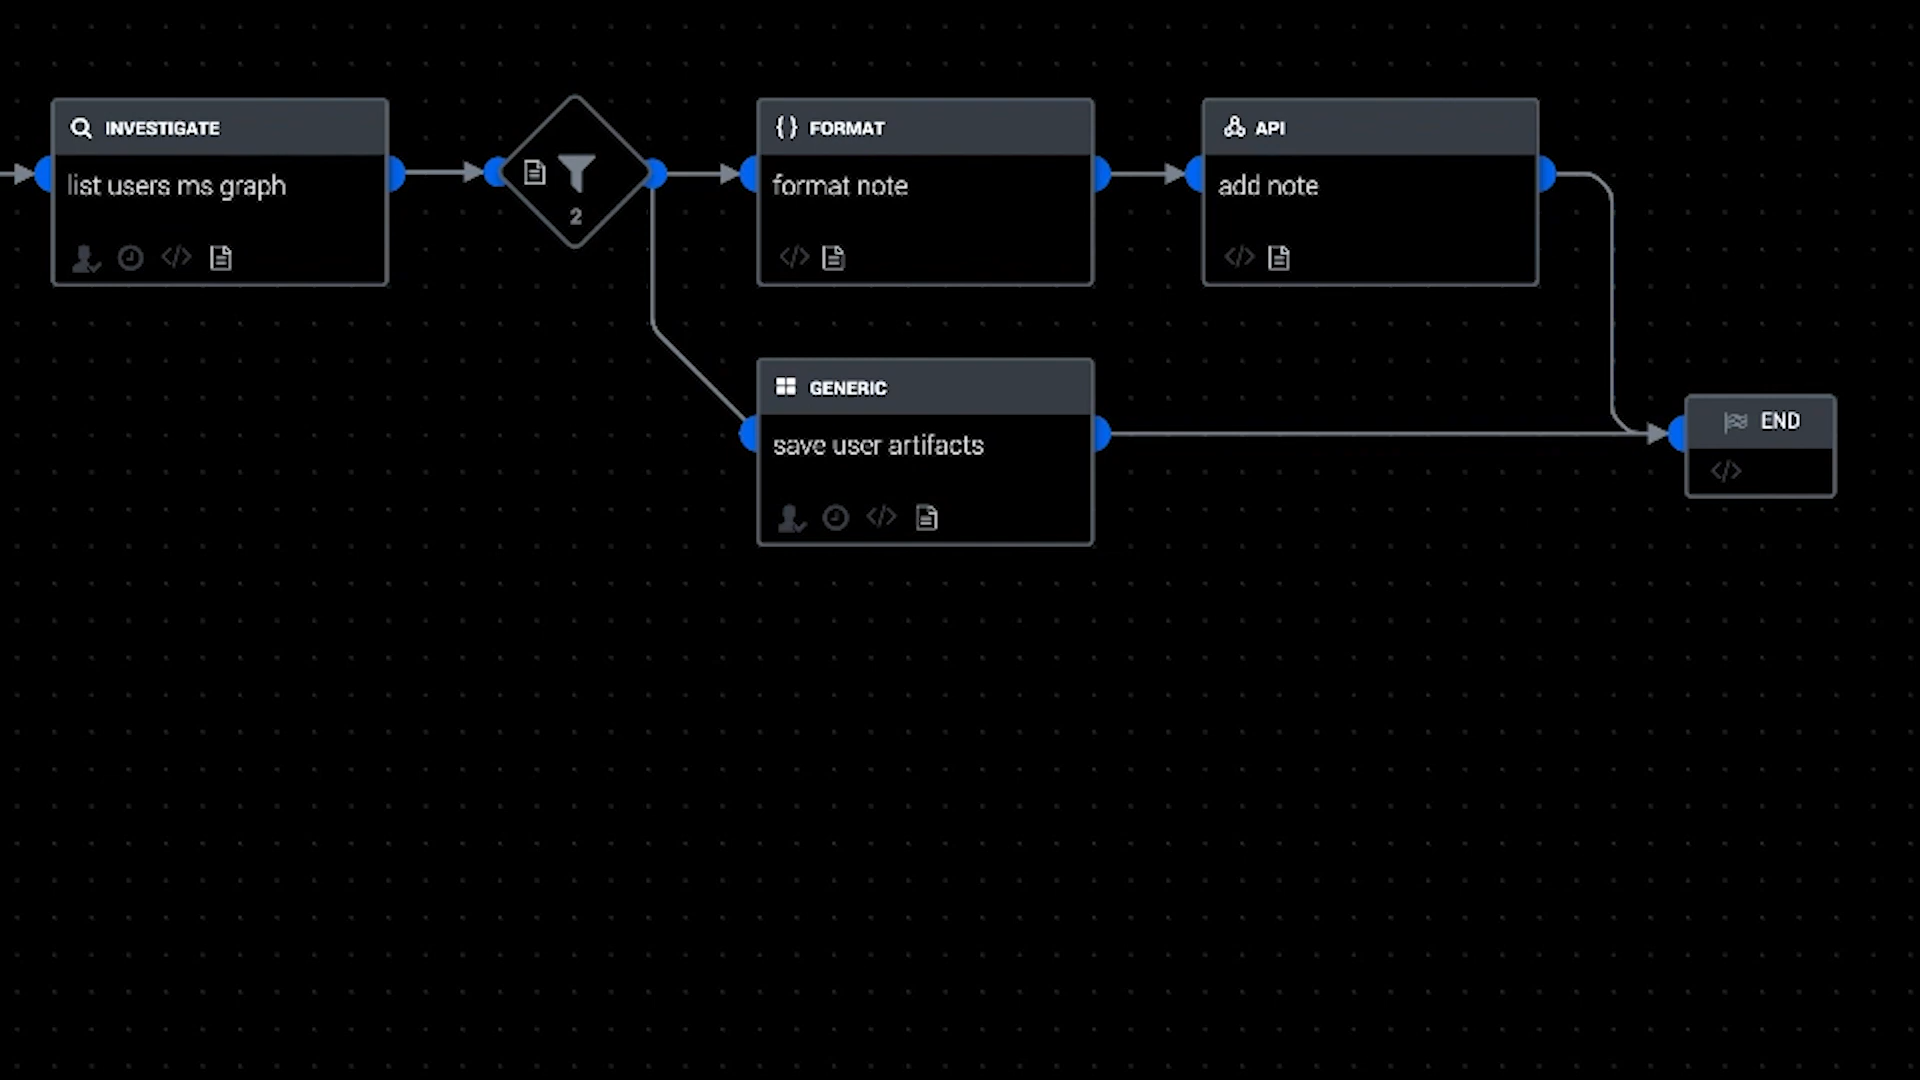 INVESTIGATE
list users ms graph
2
{} FORMAT
format note
API
add note
GENERIC
save user artifacts
END